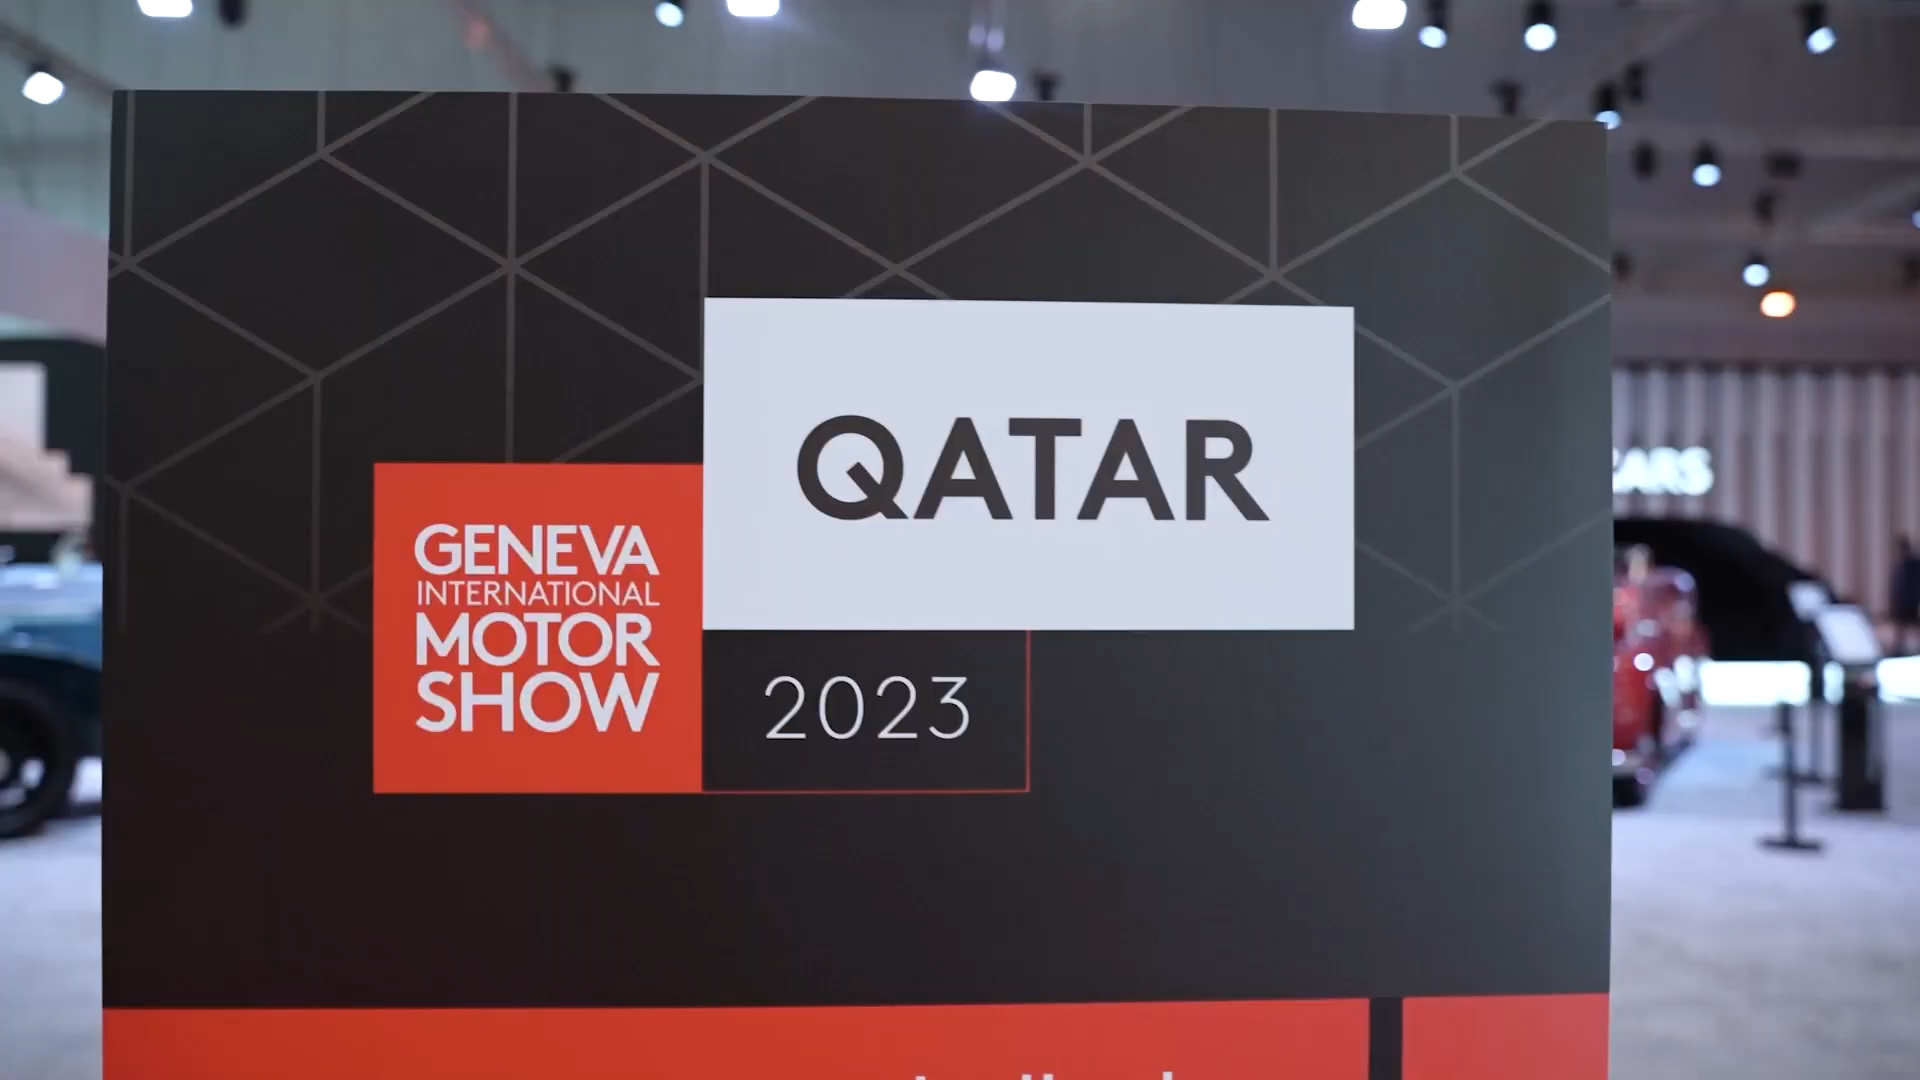 QATAR
GENEVA
INTERNATIONAL
MOTOR
SHOW
2023